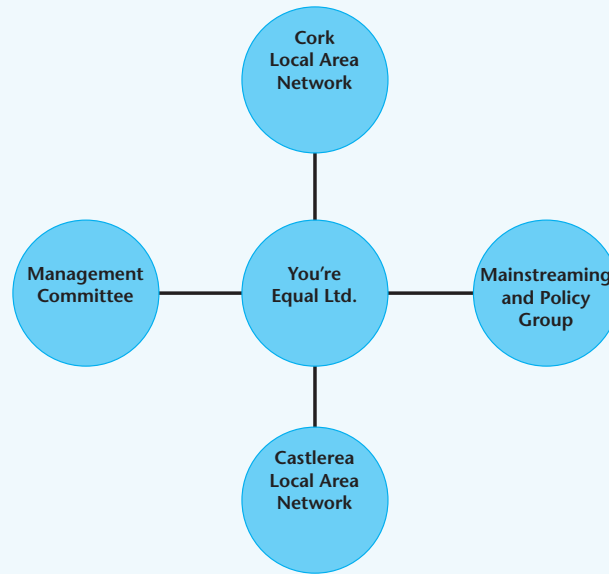 Cork
Local Area
Network
Management
Committee
You’re
Equal Ltd.
Mainstreaming
and Policy
Group
Castlerea
Local Area
Network